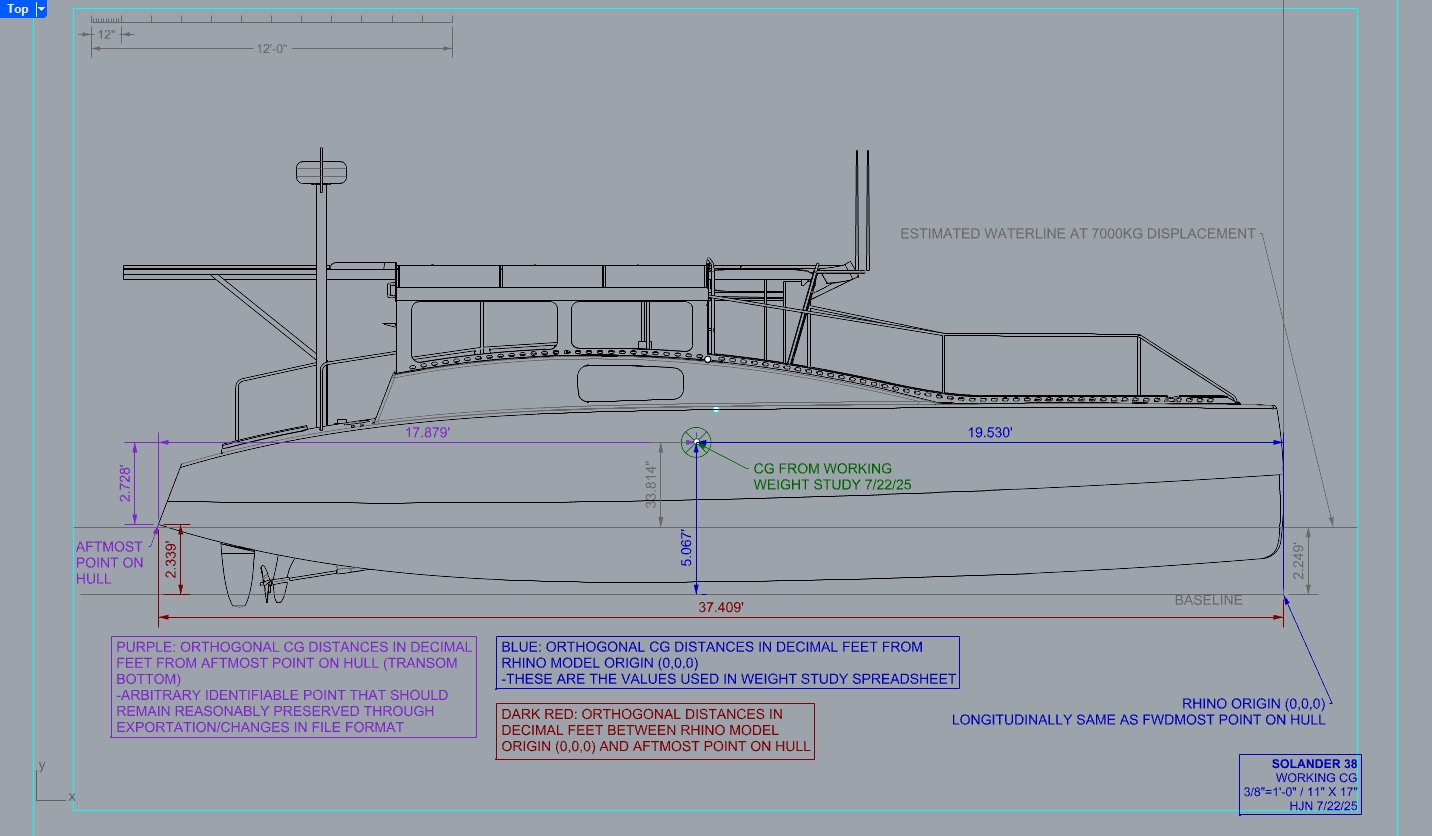 Top
12"
12'-0"
ESTIMATED WATERLINE AT 7000KG DISPLACEMENT
17.879'
19.530'
2.728'
33.814"
CG FROM WORKING
WEIGHT STUDY 7/22/25
AFTMOST
POINT ON
HULL
2.339'
5.067'
2.249'
BASELINE
37.409'
PURPLE: ORTHOGONAL CG DISTANCES IN DECIMAL
FEET FROM AFTMOST POINT ON HULL (TRANSOM
BOTTOM)
-ARBITRARY IDENTIFIABLE POINT THAT SHOULD
REMAIN REASONABLY PRESERVED THROUGH
EXPORTATION/CHANGES IN FILE FORMAT
BLUE: ORTHOGONAL CG DISTANCES IN DECIMAL FEET FROM
RHINO MODEL ORIGIN (0,0,0)
-THESE ARE THE VALUES USED IN WEIGHT STUDY SPREADSHEET
DARK RED: ORTHOGONAL DISTANCES IN
DECIMAL FEET BETWEEN RHINO MODEL
ORIGIN (0,0,0) AND AFTMOST POINT ON HULL
RHINO ORIGIN (0,0,0)
LONGITUDINALLY SAME AS FWDMOST POINT ON HULL
SOLANDER 38
WORKING CG
3/8"=1'-0" / 11" X 17"
HJN 7/22/25
y
x